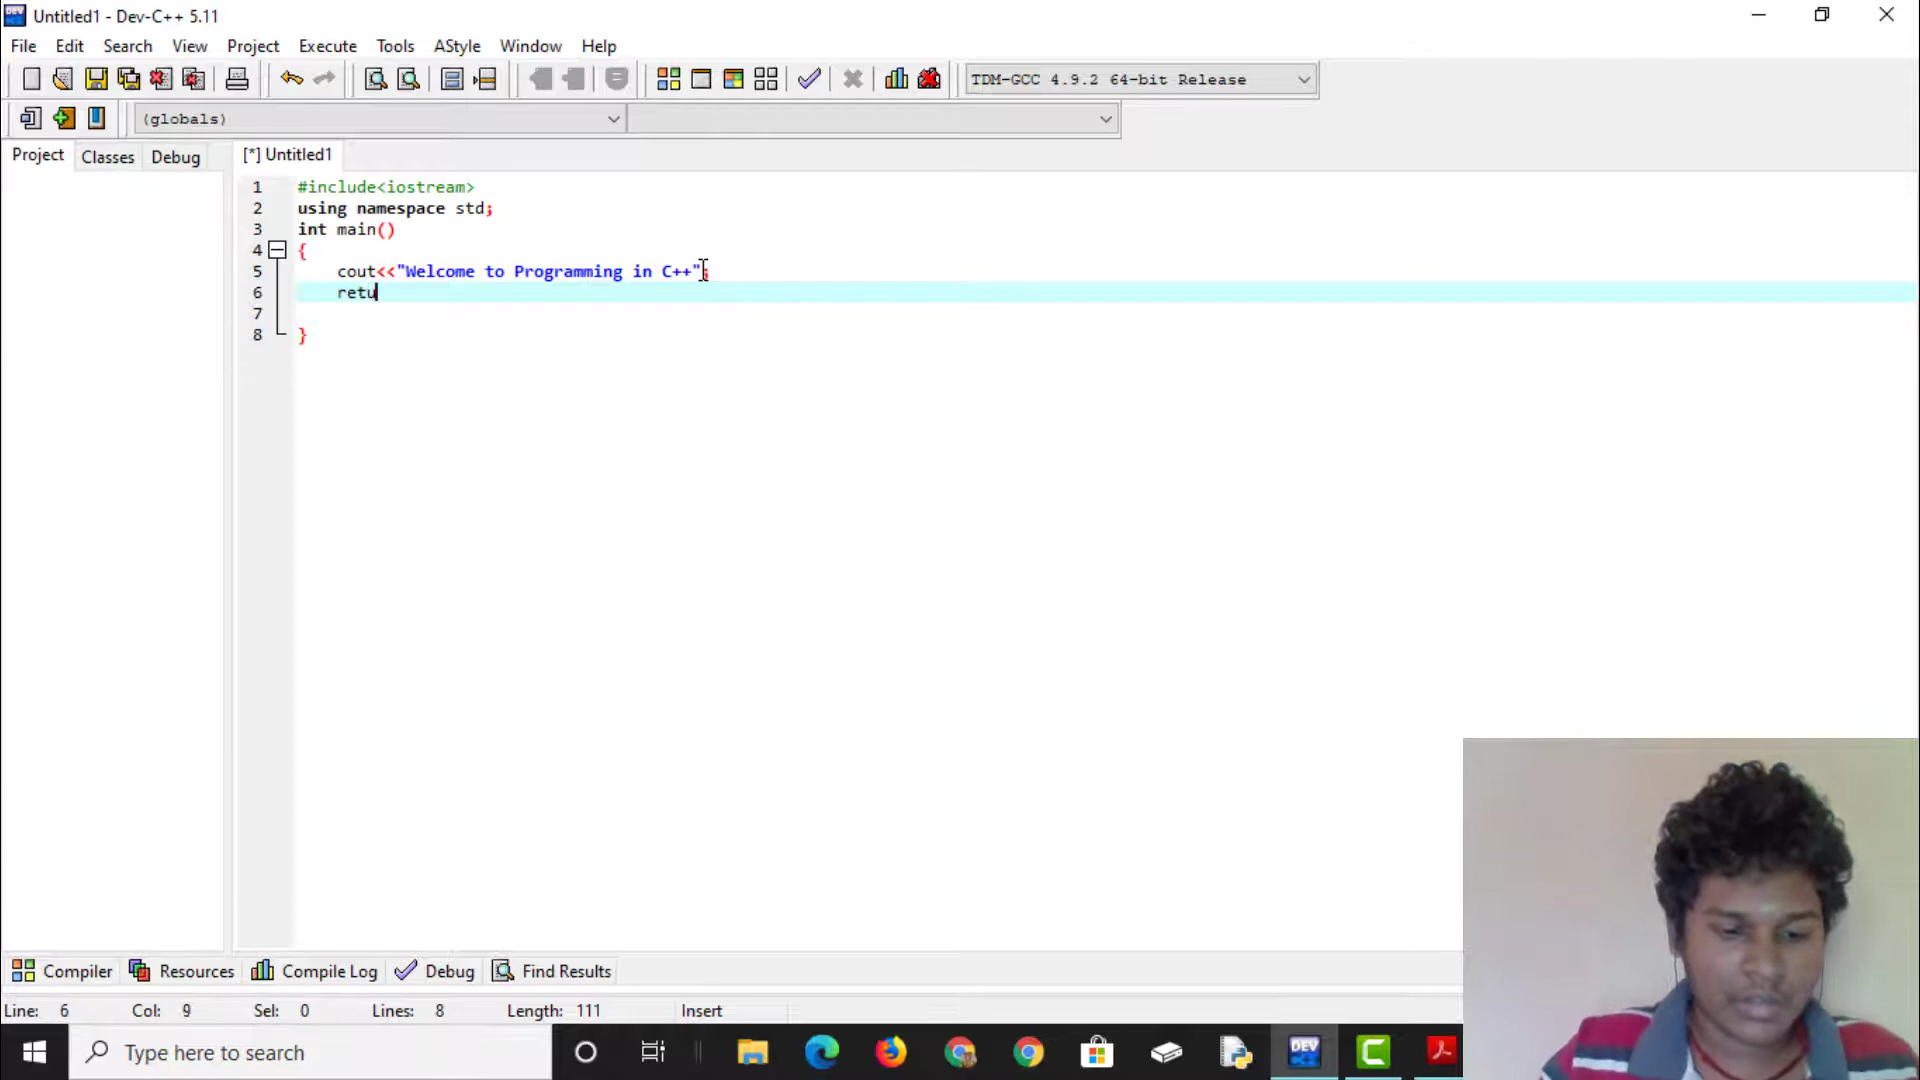 Untitled1 - Dev-C++ 5.11
File Edit Search View Project Execute Tools AStyle Window Help
TDM-GCC 4.9.2 64-bit Release
(globals)
Project Classes Debug [*] Untitled1
1 #include<iostream>
2 using namespace std;
3 int main()
4 {
5 cout<<"Welcome to Programming in C++";
6 retu
7
8 }
Compiler Resources Compile Log Debug Find Results
Line: 6 Col: 9 Sel: 0 Lines: 8 Length: 111 Insert
Type here to search
DEV C++